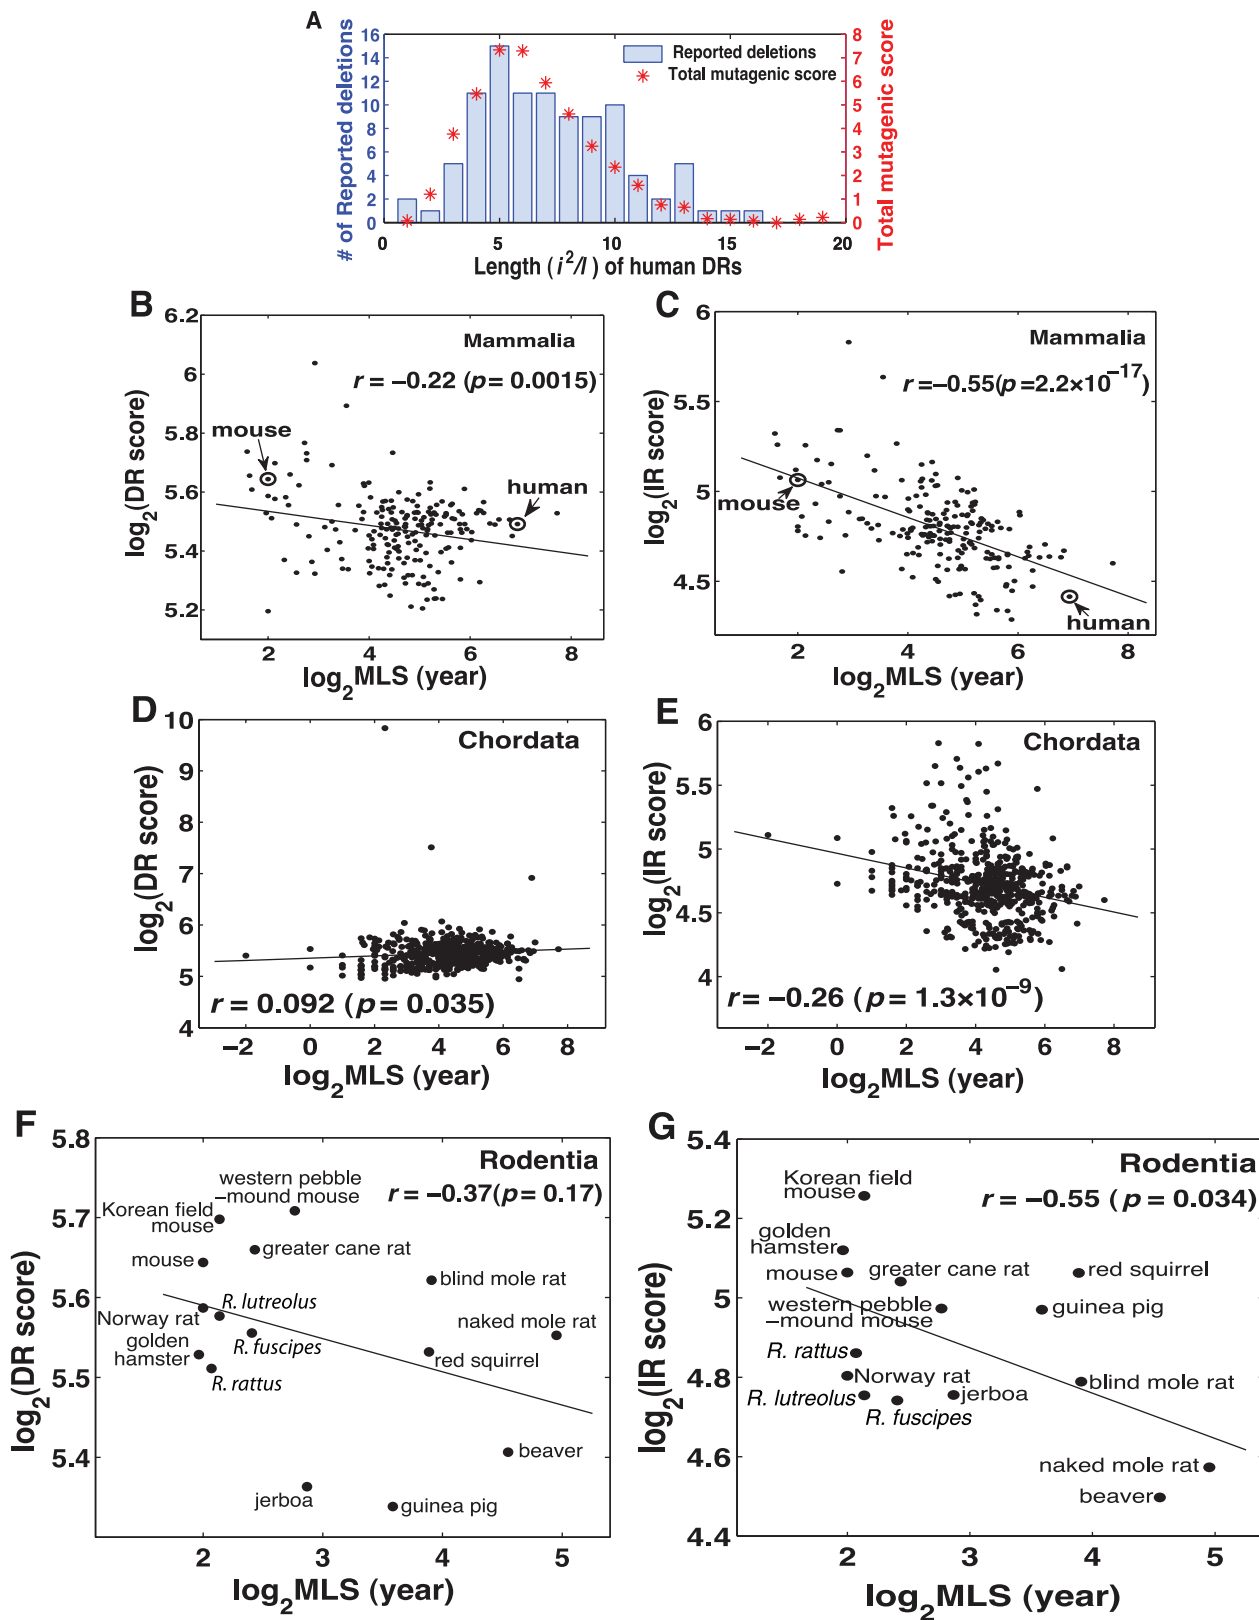 A
# of Reported deletions
16
14
12
10
8
6
4
2
0
Reported deletions
Total mutagenic score
8
7
6
5
4
3
2
1
0
Total mutagenic score
0
5
10
15
20
Length (i²/l) of human DRs
B
log₂(DR score)
6.2
6
5.8
5.6
5.4
5.2
Mammalia
r = −0.22 (p = 0.0015)
mouse
human
2
4
6
8
log₂MLS (year)
C
log₂(IR score)
6
5.5
5
4.5
Mammalia
r=−0.55(p=2.2×10⁻¹⁷)
mouse
human
2
4
6
8
log₂MLS (year)
D
log₂(DR score)
10
9
8
7
6
5
4
Chordata
r = 0.092 (p = 0.035)
−2
0
2
4
6
8
log₂MLS (year)
E
log₂(IR score)
6
5.5
5
4.5
4
Chordata
r= −0.26 (p= 1.3×10⁻⁹)
−2
0
2
4
6
8
log₂MLS (year)
F
log₂(DR score)
5.8
5.7
5.6
5.5
5.4
Rodentia
r = −0.37(p = 0.17)
western pebble
−mound mouse
Korean field
mouse
greater cane rat
mouse
blind mole rat
R. lutreolus
Norway rat
naked mole rat
golden
hamster
R. fuscipes
red squirrel
R. rattus
beaver
jerboa
guinea pig
2
3
4
5
log₂MLS (year)
G
log₂(IR score)
5.4
5.2
5
4.8
4.6
4.4
Rodentia
r = −0.55 (p = 0.034)
Korean field
mouse
golden
hamster
mouse
greater cane rat
red squirrel
western pebble
−mound mouse
guinea pig
R. rattus
Norway rat
blind mole rat
R. lutreolus
jerboa
R. fuscipes
naked mole rat
beaver
2
3
4
5
log₂MLS (year)